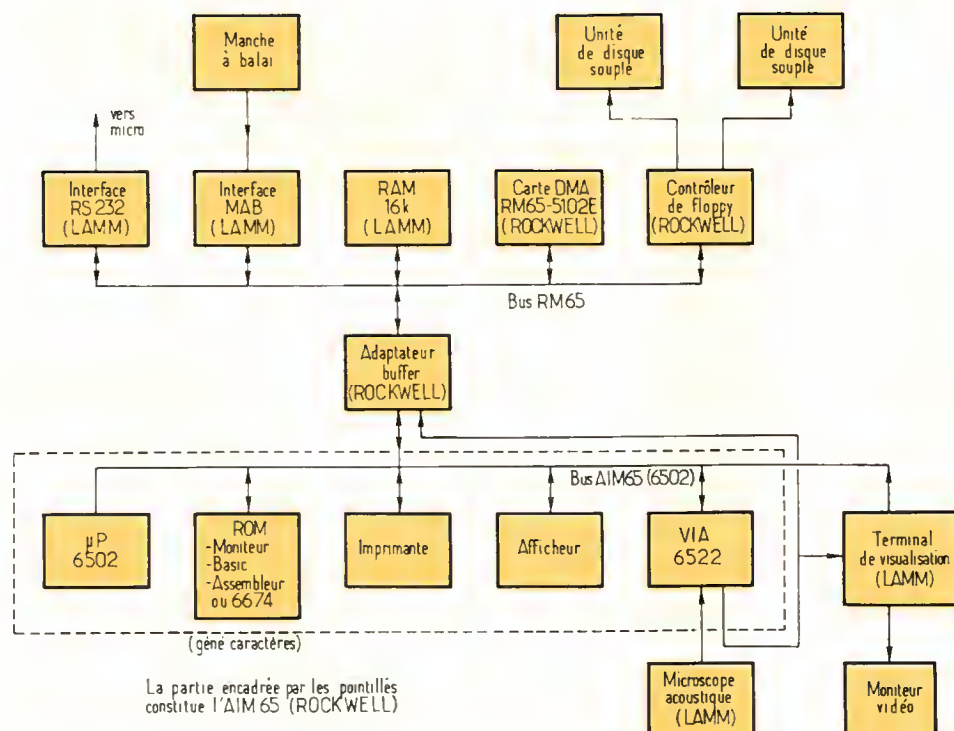 Manche
à balai
Unité
de disque
souple
Unité
de disque
souple
vers
micro
Interface
RS 232
(LAMM)
Interface
MAB
(LAMM)
RAM
16k
(LAMM)
Carte DMA
RM65-5102E
(ROCKWELL)
Contrôleur
de floppy
(ROCKWELL)
Bus RM65
Adaptateur
buffer
(ROCKWELL)
Bus AIM65 (6502)
µP
6502
ROM
-Moniteur
-Basic
-Assembleur
ou 6674
Imprimante
Afficheur
VIA
6522
Terminal
de visualisation
(LAMM)
(géné caractères)
La partie encadrée par les pointillés
constitue l'AIM 65 (ROCKWELL)
Microscope
acoustique
(LAMM)
Moniteur
vidéo